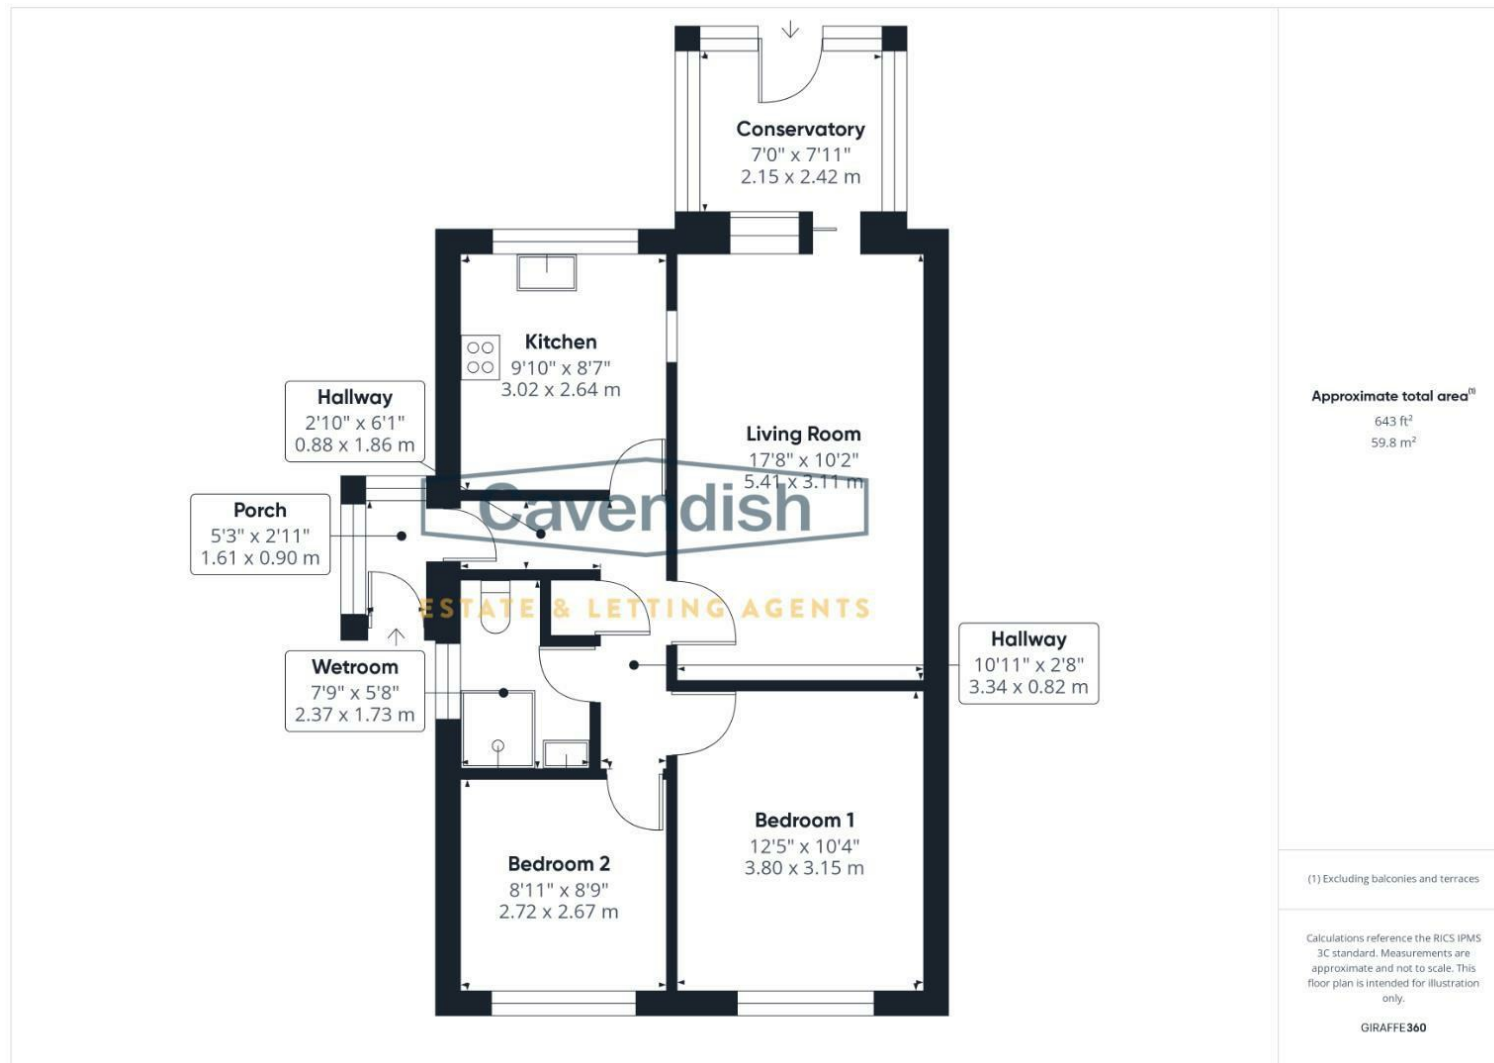 Conservatory
7'0" x 7'11"
2.15 x 2.42 m
Kitchen
9'10" x 8'7"
3.02 x 2.64 m
Hallway
2'10" x 6'1"
0.88 x 1.86 m
Living Room
17'8" x 10'2"
5.41 x 3.11 m
Porch
5'3" x 2'11"
1.61 x 0.90 m
Cavendish
ESTATE & LETTING AGENTS
Wetroom
7'9" x 5'8"
2.37 x 1.73 m
Hallway
10'11" x 2'8"
3.34 x 0.82 m
Bedroom 1
12'5" x 10'4"
3.80 x 3.15 m
Bedroom 2
8'11" x 8'9"
2.72 x 2.67 m
Approximate total area(1)
643 ft²
59.8 m²
(1) Excluding balconies and terraces
Calculations reference the RICS IPMS
3C standard. Measurements are
approximate and not to scale. This
floor plan is intended for illustration
only.
GIRAFFE360